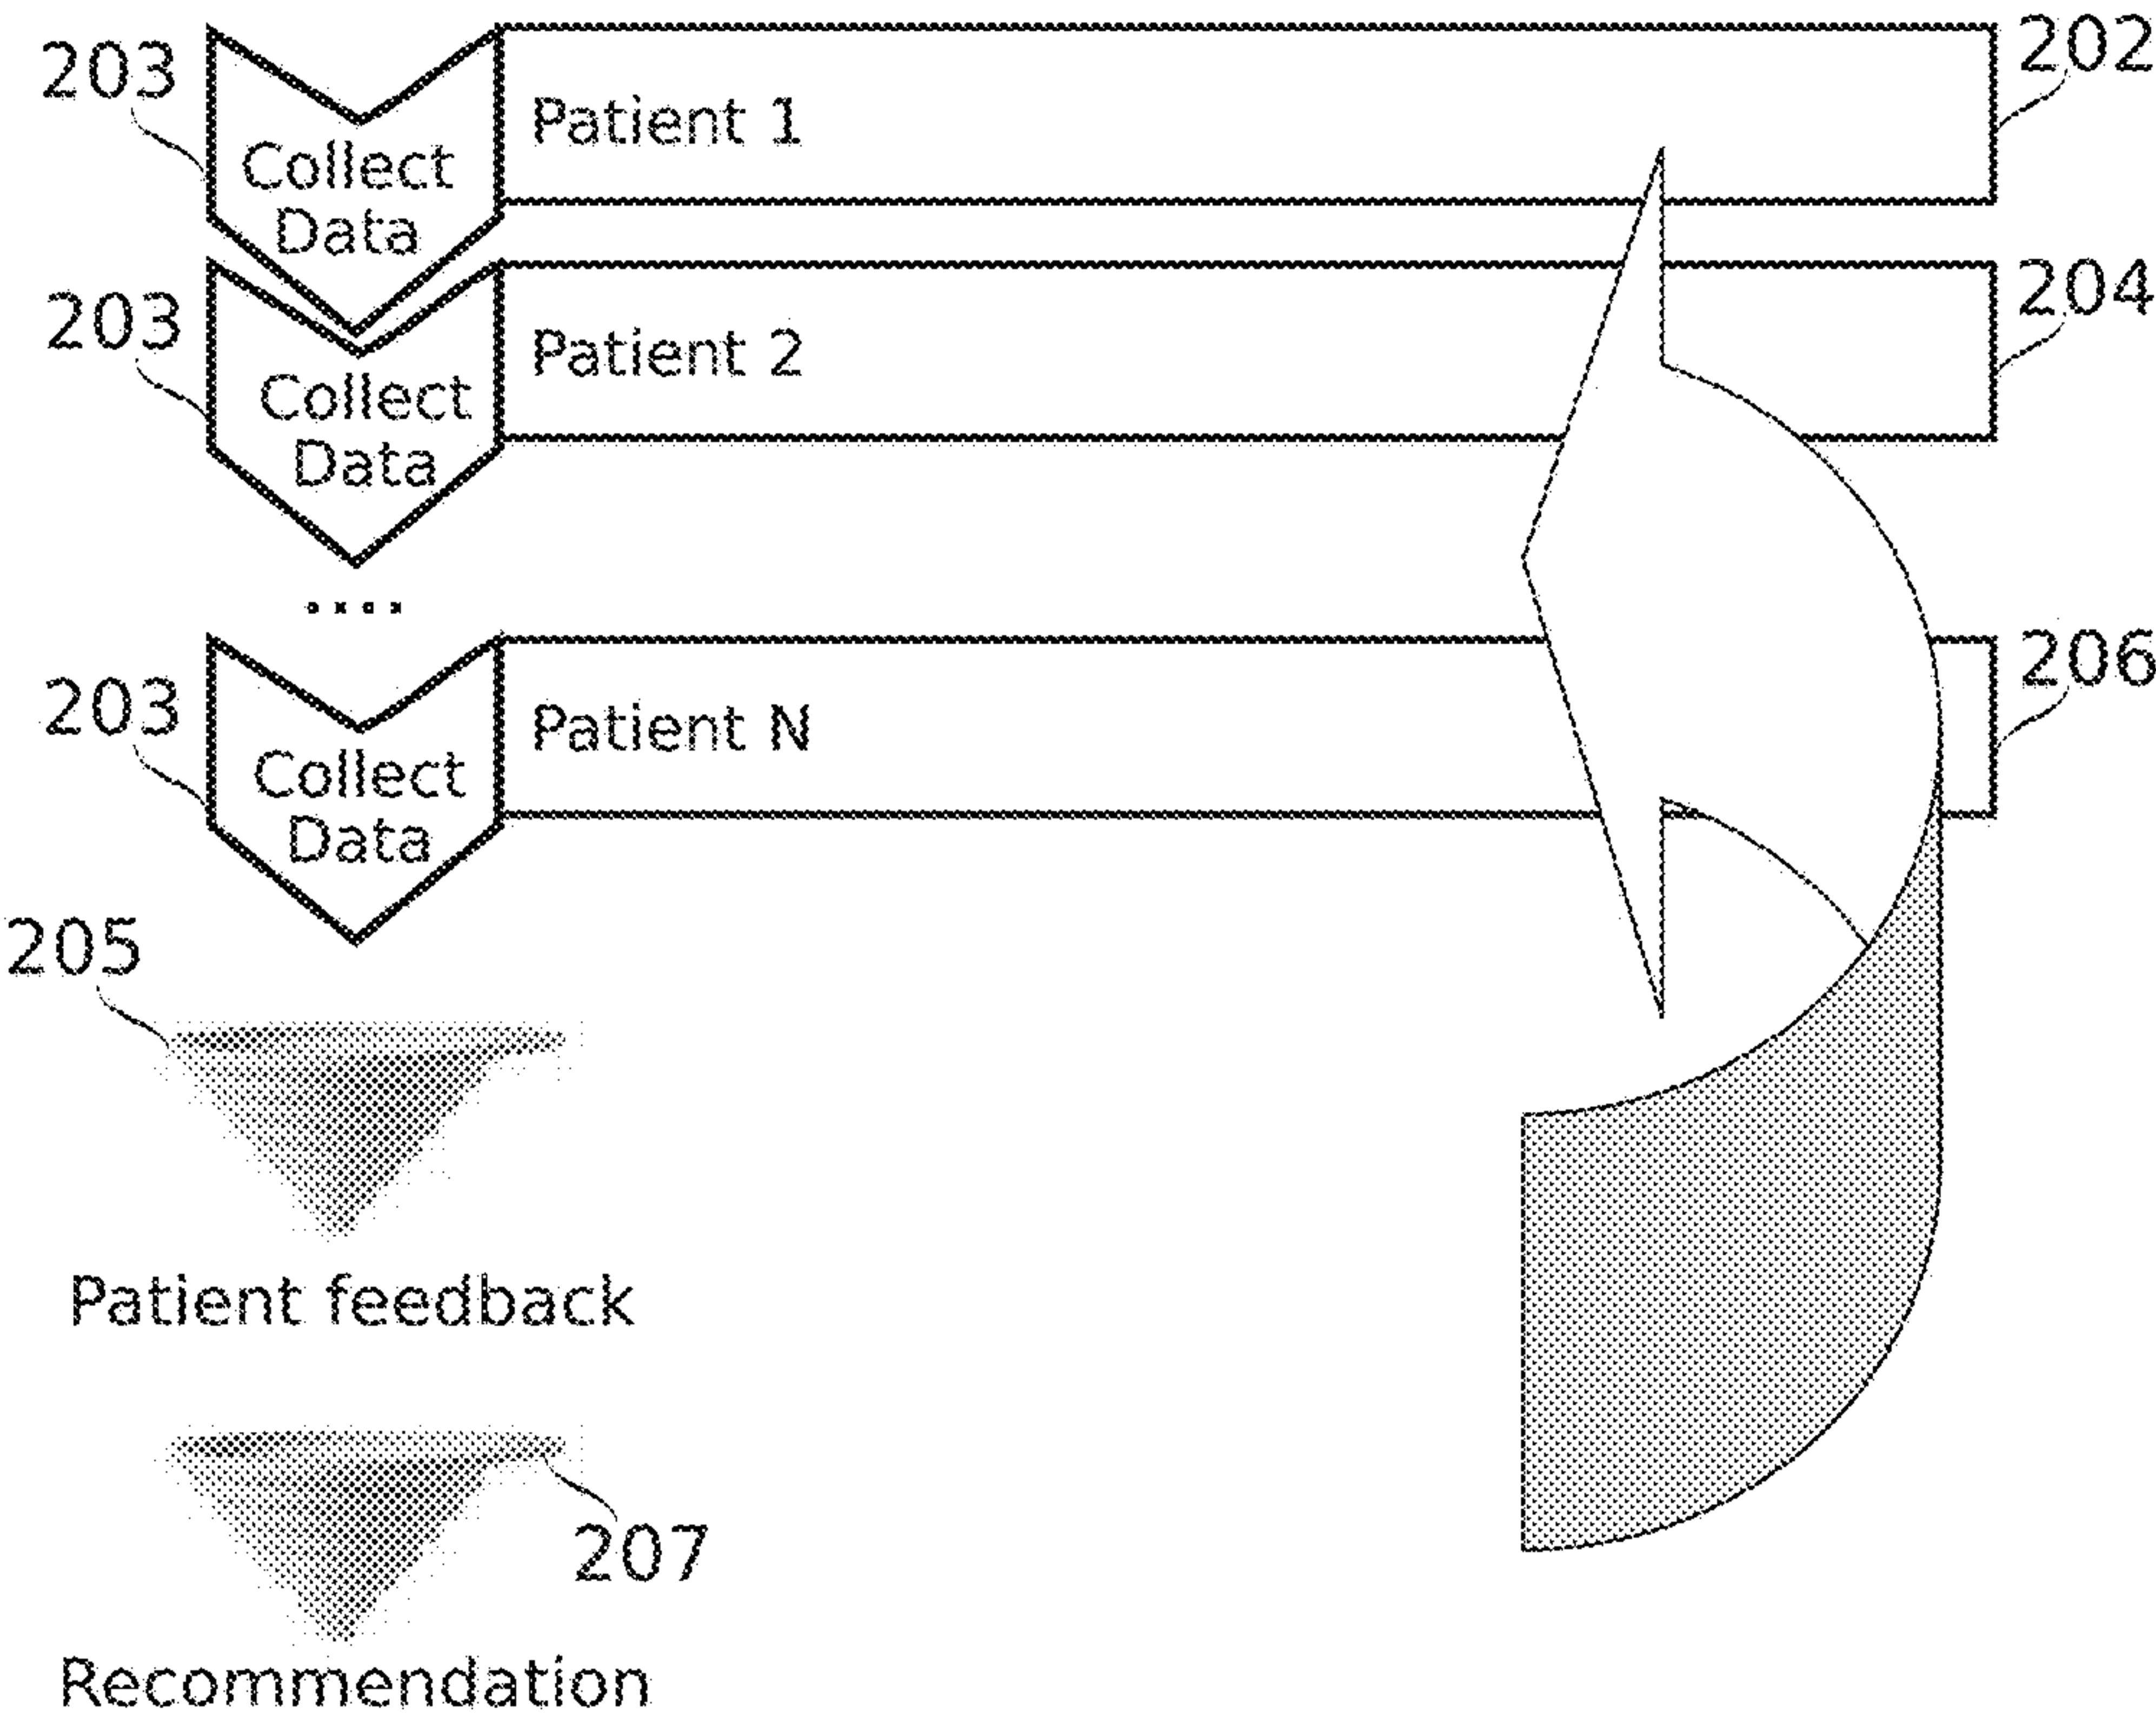 203
Collect
Data
Patient 1
202
203
Collect
Data
Patient 2
204
....
203
Collect
Data
Patient N
206
205
Patient feedback
207
Recommendation